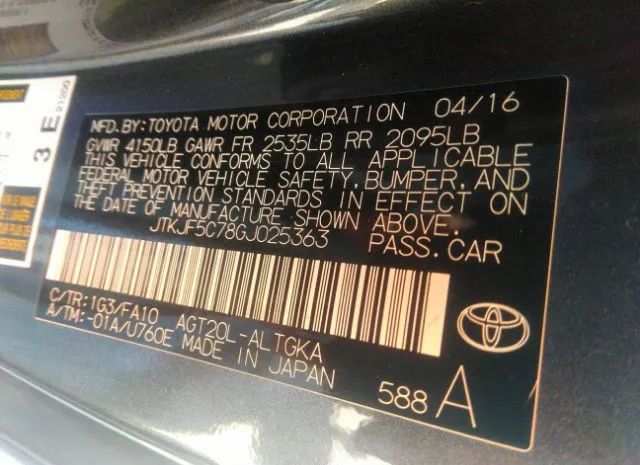 MFD.BY:TOYOTA MOTOR CORPORATION 04/16
GVWR 4150LB GAWR FR 2535LB RR 2095LB
THIS VEHICLE CONFORMS TO ALL APPLICABLE
FEDERAL MOTOR VEHICLE SAFETY,BUMPER,AND
THEFT PREVENTION STANDARDS IN EFFECT ON
THE DATE OF MANUFACTURE SHOWN ABOVE.
JTKJF5C78GJ025363 PASS.CAR
C/TR:1G3/FA10 AGT20L-ALTGKA
A/TM:-01A/U760E MADE IN JAPAN
588 A
3 E